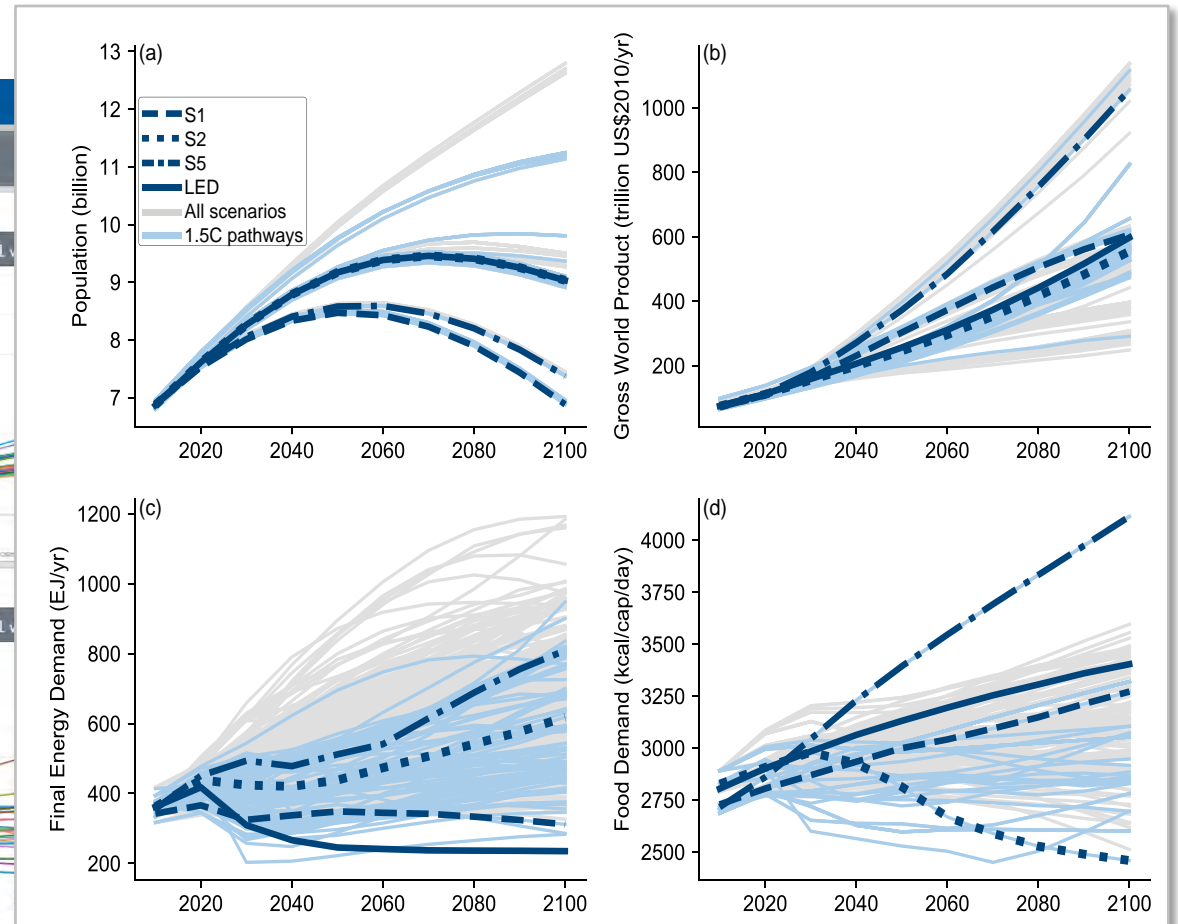 (a)
Population (billion)
13
12
11
10
9
8
7
S1
S2
S5
LED
All scenarios
1.5C pathways
2020 2040 2060 2080 2100
(b)
Gross World Product (trillion US$2010/yr)
1000
800
600
400
200
2020 2040 2060 2080 2100
(c)
Final Energy Demand (EJ/yr)
1200
1000
800
600
400
200
2020 2040 2060 2080 2100
(d)
Food Demand (kcal/cap/day)
4000
3750
3500
3250
3000
2750
2500
2020 2040 2060 2080 2100